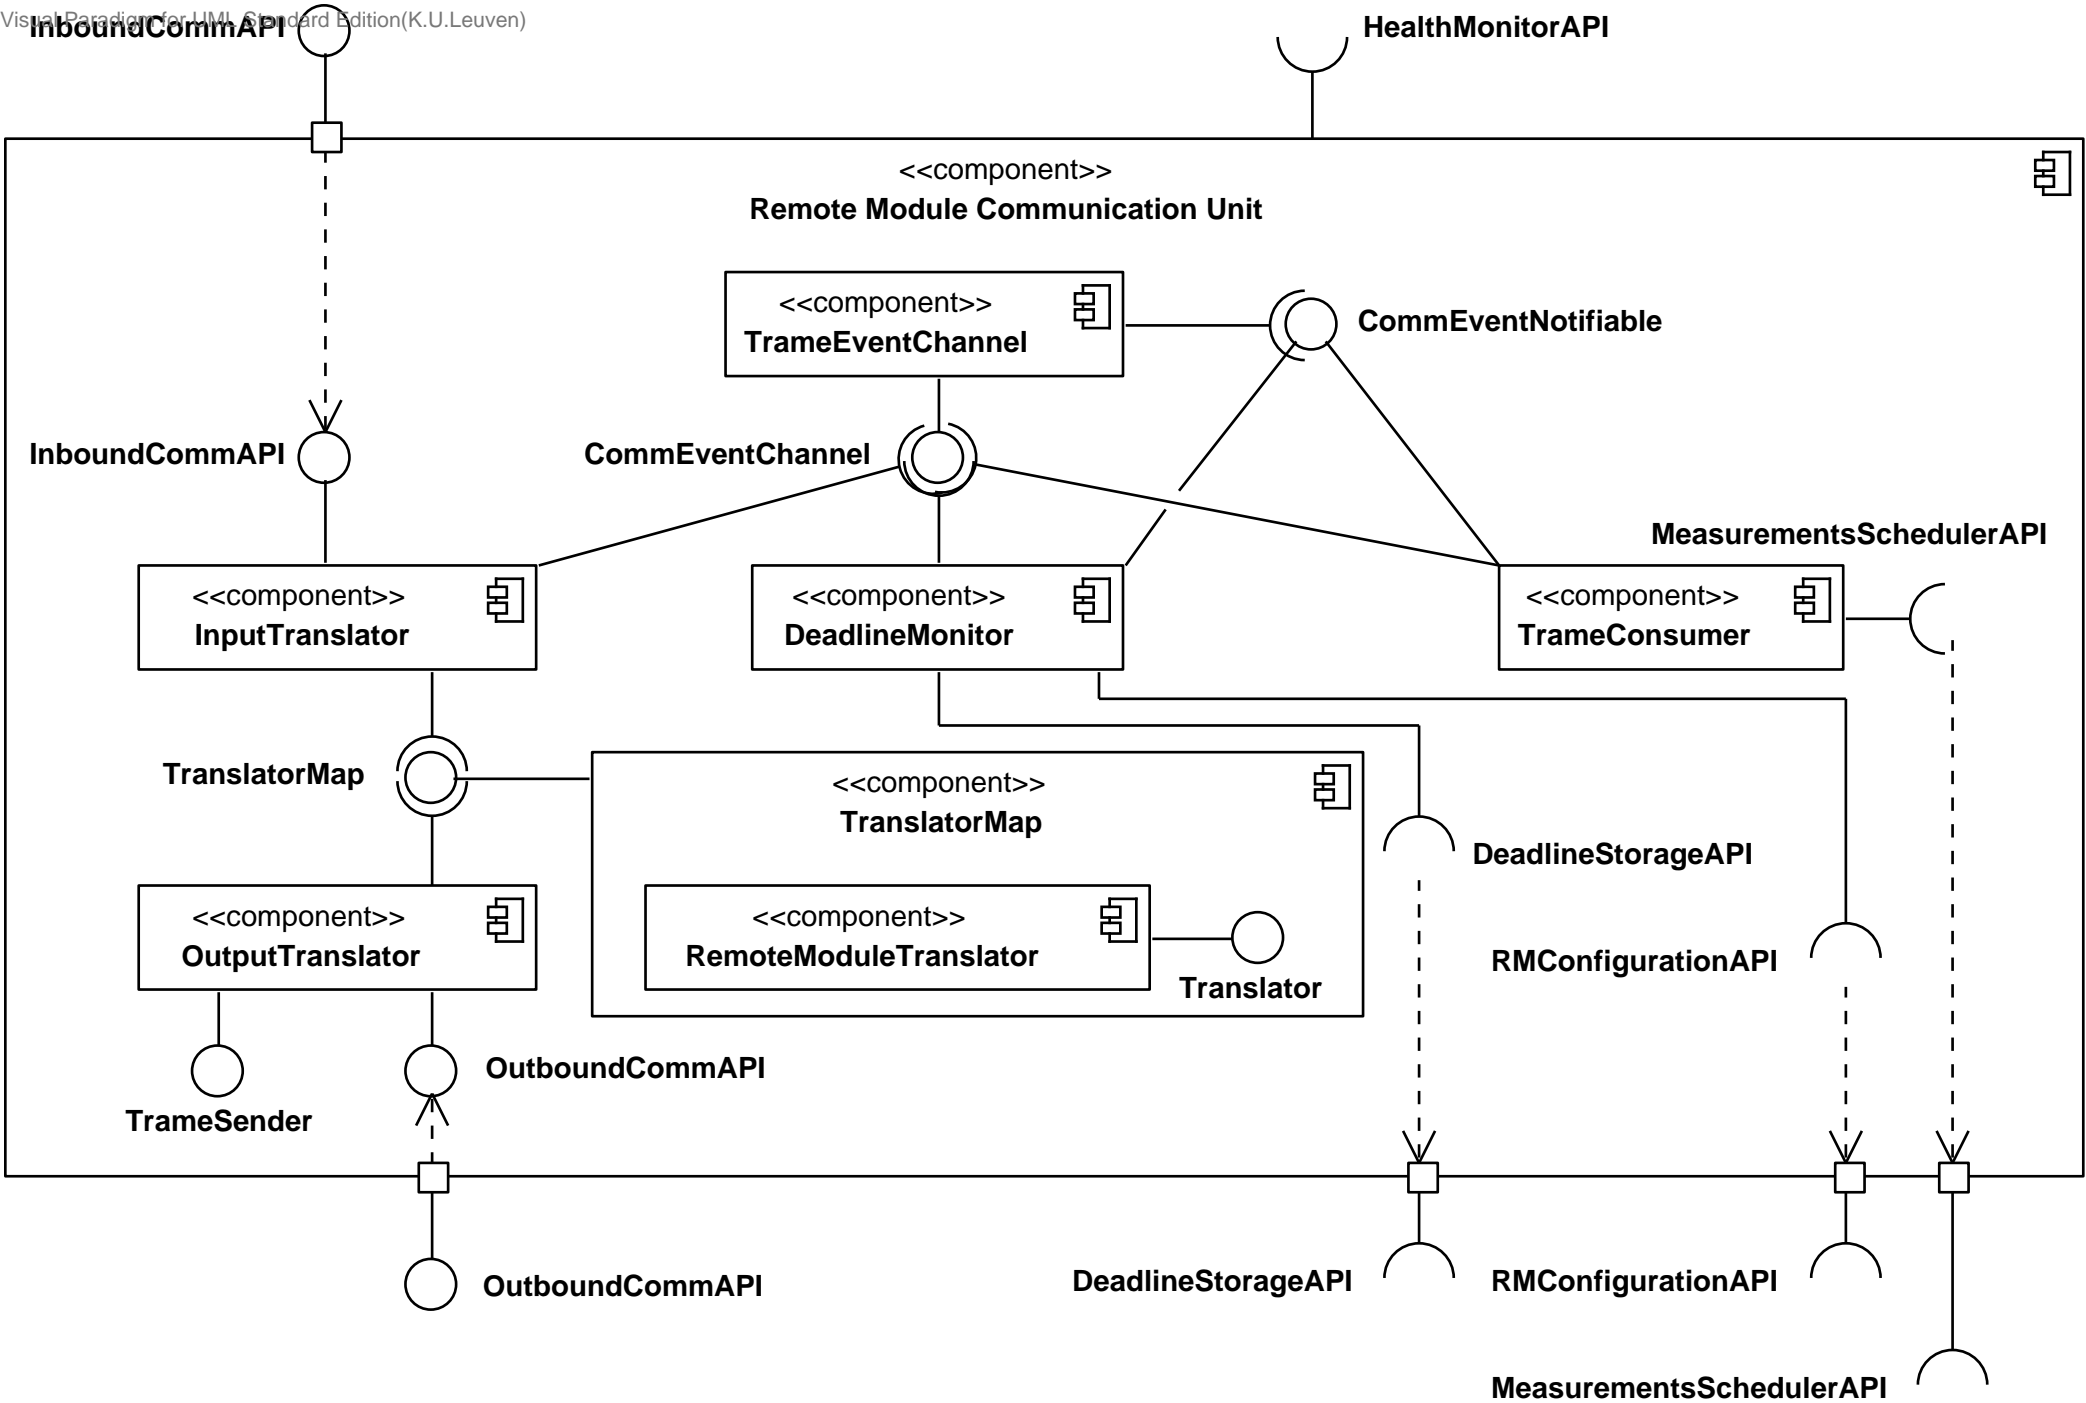 Visual Paradigm for UML Standard Edition(K.U.Leuven)
InboundCommAPI
HealthMonitorAPI
<<component>>
Remote Module Communication Unit
<<component>>
TrameEventChannel
CommEventNotifiable
InboundCommAPI
CommEventChannel
MeasurementsSchedulerAPI
<<component>>
InputTranslator
<<component>>
DeadlineMonitor
<<component>>
TrameConsumer
TranslatorMap
<<component>>
TranslatorMap
DeadlineStorageAPI
<<component>>
OutputTranslator
<<component>>
RemoteModuleTranslator
Translator
RMConfigurationAPI
OutboundCommAPI
TrameSender
OutboundCommAPI
DeadlineStorageAPI
RMConfigurationAPI
MeasurementsSchedulerAPI